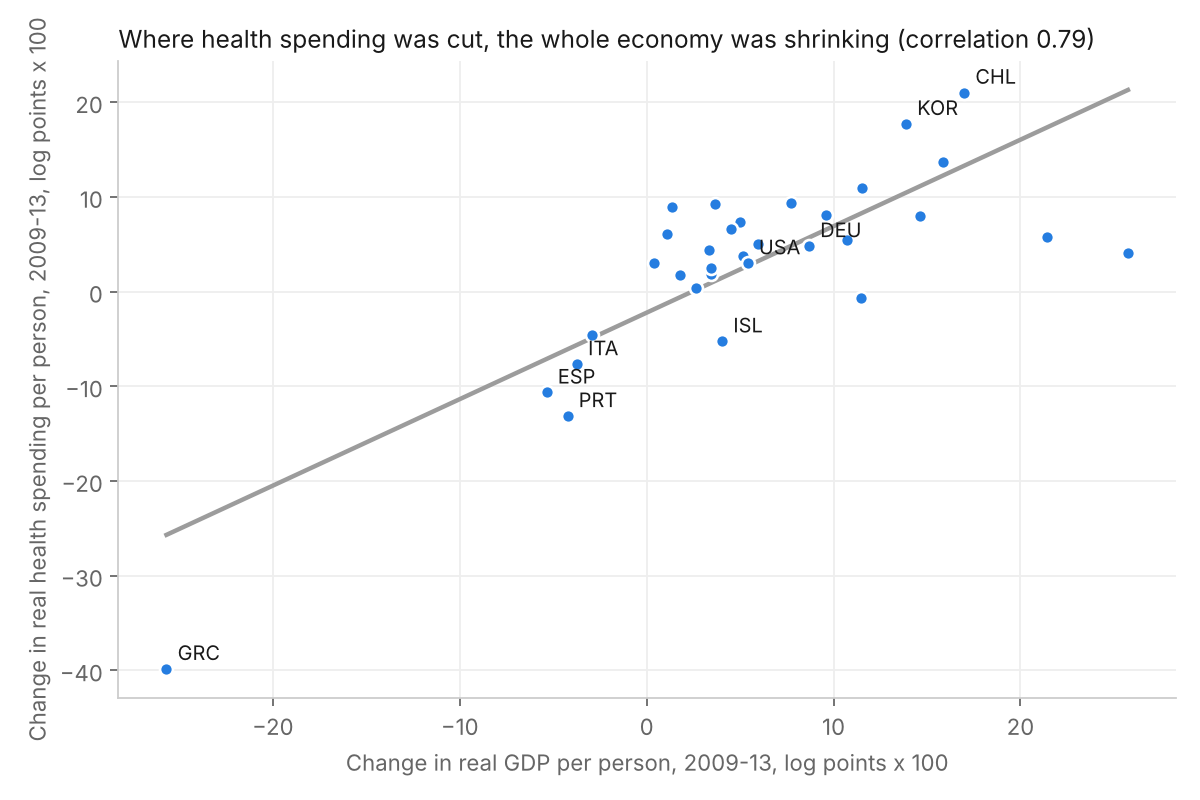 Where health spending was cut, the whole economy was shrinking (correlation 0.79)
Change in real health spending per person, 2009-13, log points x 100
20
10
0
−10
−20
−30
−40
CHL
KOR
DEU
USA
ISL
ITA
ESP
PRT
GRC
−20
−10
0
10
20
Change in real GDP per person, 2009-13, log points x 100